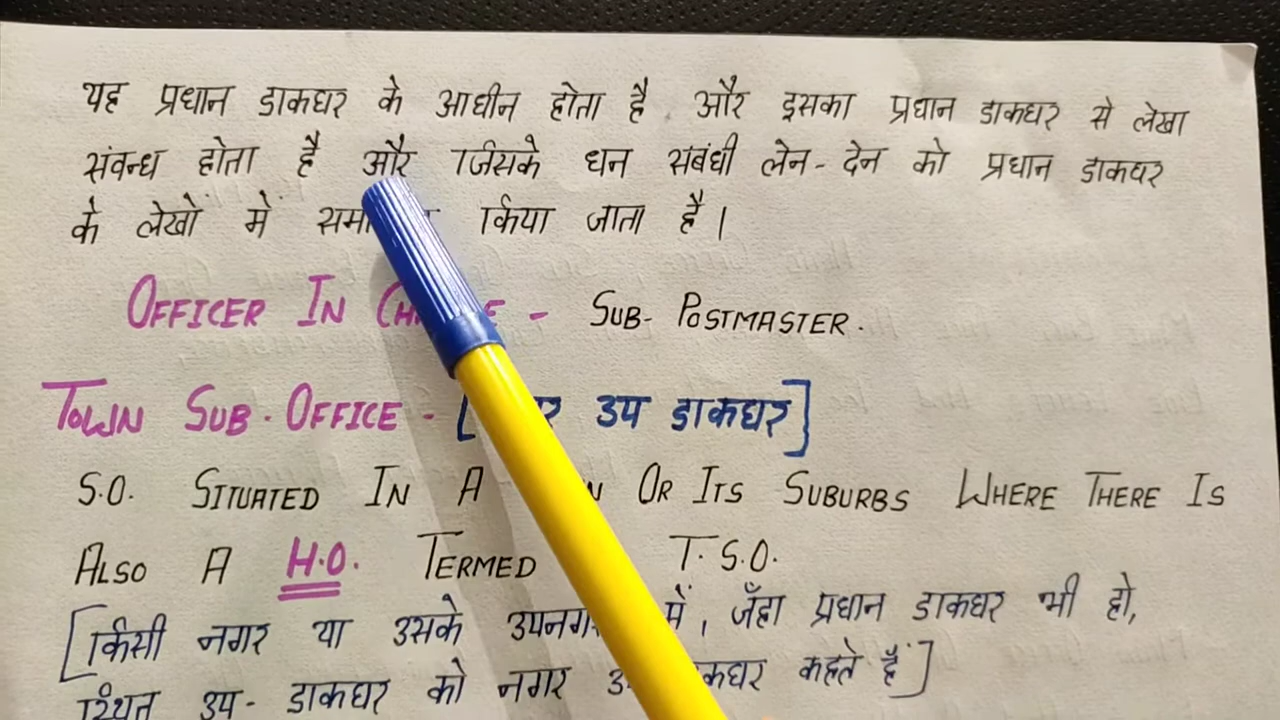 यह प्रधान डाकघर के आधीन होता है और इसका प्रधान डाकघर से लेखा
संवन्ध होता है और जिसके धन संबंधी लेन-देन को प्रधान डाकघर
के लेखों में किया जाता है।
OFFICER IN - SUB-POSTMASTER.
TOWN SUB-OFFICE - [ उप डाकघर]
S.O. SITUATED IN A OR ITS SUBURBS WHERE THERE IS
ALSO A H.O. TERMED T.S.O.
[किसी नगर या उसके में, जँहा प्रधान डाकघर भी हो,
स्थित उप-डाकघर को नगर कहते हैं]